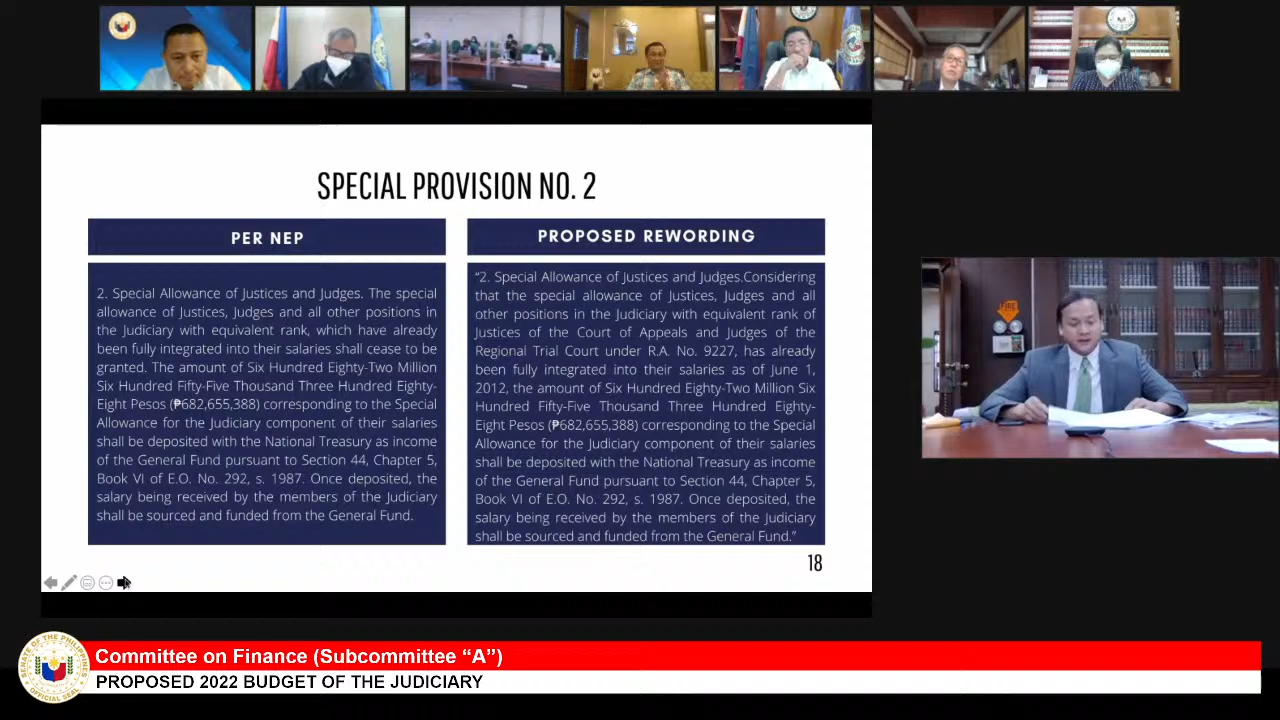 SPECIAL PROVISION NO. 2
PER NEP
2. Special Allowance of Justices and Judges. The special
allowance of Justices, Judges and all other positions in
the Judiciary with equivalent rank, which have already
been fully integrated into their salaries shall cease to be
granted. The amount of Six Hundred Eighty-Two Million
Six Hundred Fifty-Five Thousand Three Hundred Eighty-
Eight Pesos (₱682,655,388) corresponding to the Special
Allowance for the Judiciary component of their salaries
shall be deposited with the National Treasury as income
of the General Fund pursuant to Section 44, Chapter 5,
Book VI of E.O. No. 292, s. 1987. Once deposited, the
salary being received by the members of the Judiciary
shall be sourced and funded from the General Fund.
PROPOSED REWORDING
“2. Special Allowance of Justices and Judges.Considering
that the special allowance of Justices, Judges and all
other positions in the Judiciary with equivalent rank of
Justices of the Court of Appeals and Judges of the
Regional Trial Court under R.A. No. 9227, has already
been fully integrated into their salaries as of June 1,
2012, the amount of Six Hundred Eighty-Two Million Six
Hundred Fifty-Five Thousand Three Hundred Eighty-
Eight Pesos (₱682,655,388) corresponding to the Special
Allowance for the Judiciary component of their salaries
shall be deposited with the National Treasury as income
of the General Fund pursuant to Section 44, Chapter 5,
Book VI of E.O. No. 292, s. 1987. Once deposited, the
salary being received by the members of the Judiciary
shall be sourced and funded from the General Fund.”
18
FIRE
SENATE OF THE PHILIPPINES
OFFICIAL SEAL
Committee on Finance (Subcommittee “A”)
PROPOSED 2022 BUDGET OF THE JUDICIARY